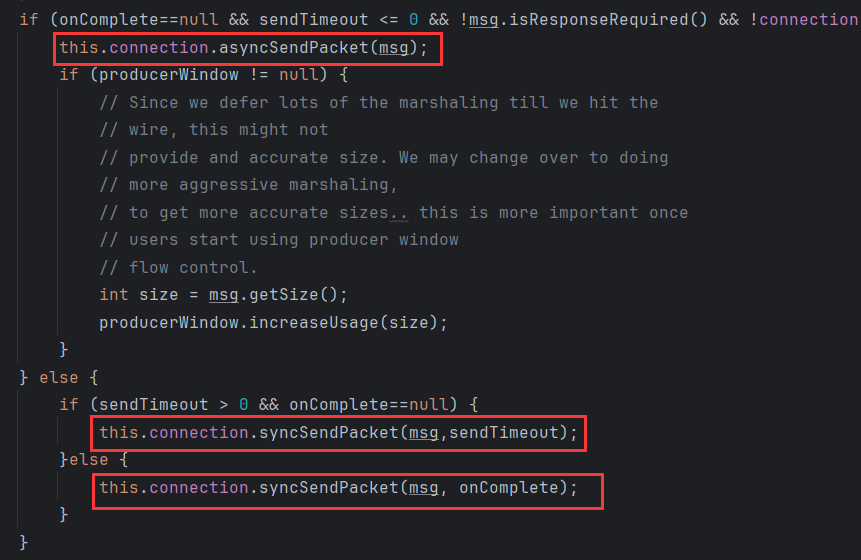 if (onComplete==null && sendTimeout <= 0 && !msg.isResponseRequired() && !connection
this.connection.asyncSendPacket(msg);
if (producerWindow != null) {
// Since we defer lots of the marshaling till we hit the
// wire, this might not
// provide and accurate size. We may change over to doing
// more aggressive marshaling,
// to get more accurate sizes.. this is more important once
// users start using producer window
// flow control.
int size = msg.getSize();
producerWindow.increaseUsage(size);
}
} else {
if (sendTimeout > 0 && onComplete==null) {
this.connection.syncSendPacket(msg,sendTimeout);
}else {
this.connection.syncSendPacket(msg, onComplete);
}
}